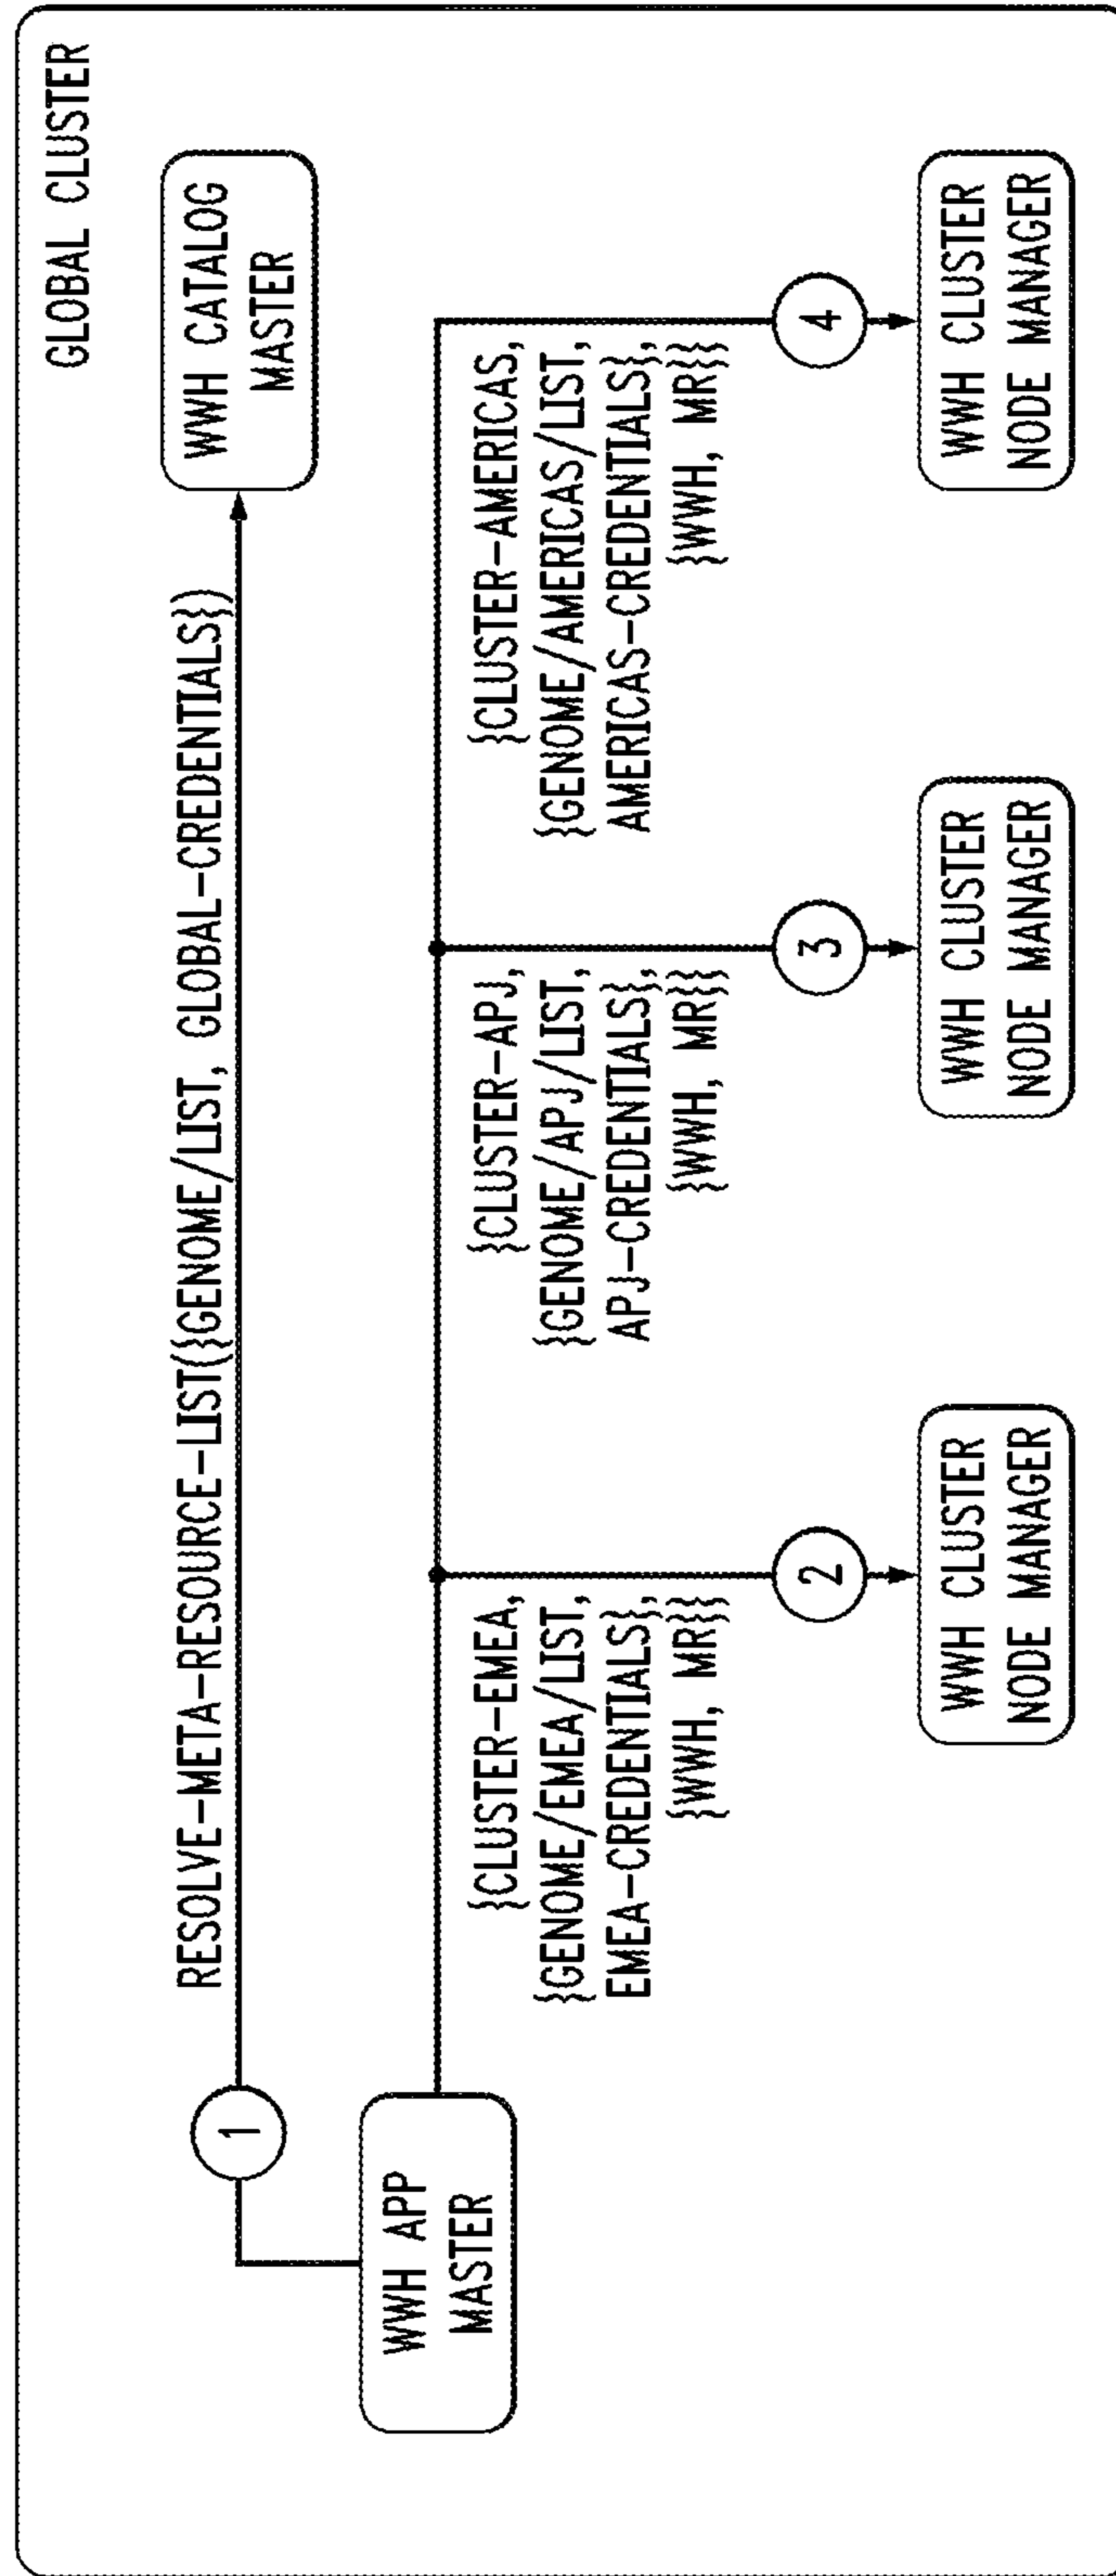 GLOBAL CLUSTER
RESOLVE-META-RESOURCE-LIST({GENOME/LIST, GLOBAL-CREDENTIALS})
1
WWH CATALOG
MASTER
WWH APP
MASTER
{CLUSTER-EMEA,
{GENOME/EMEA/LIST,
EMEA-CREDENTIALS},
{WWH, MR}}
2
WWH CLUSTER
NODE MANAGER
{CLUSTER-APJ,
{GENOME/APJ/LIST,
APJ-CREDENTIALS},
{WWH, MR}}
3
WWH CLUSTER
NODE MANAGER
{CLUSTER-AMERICAS,
{GENOME/AMERICAS/LIST,
AMERICAS-CREDENTIALS},
{WWH, MR}}
4
WWH CLUSTER
NODE MANAGER